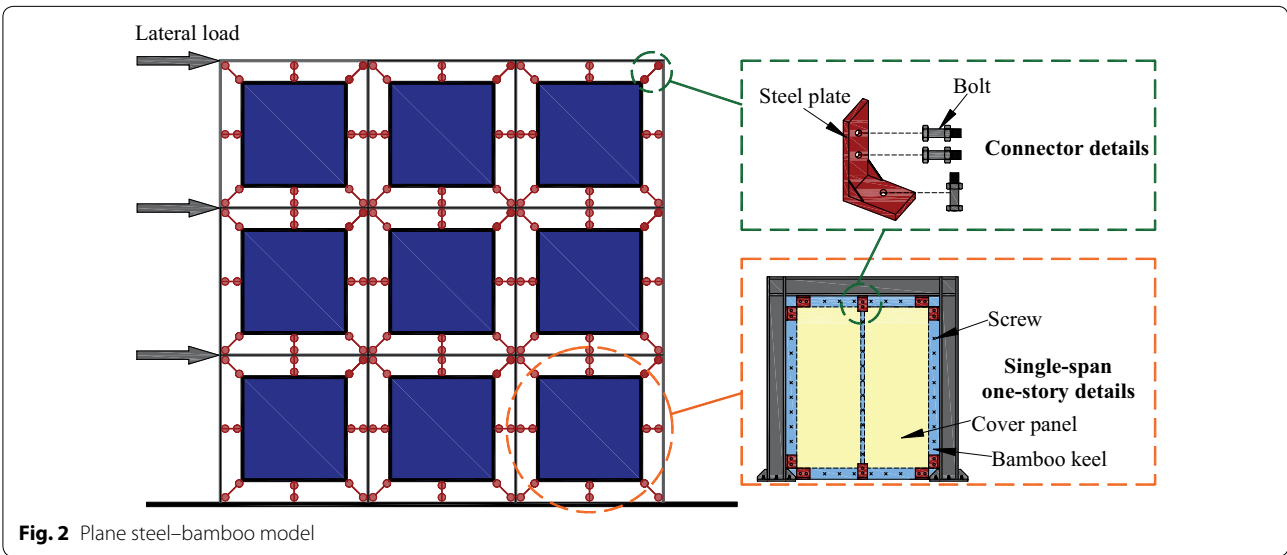 Lateral load
Steel plate
Bolt
Connector details
Screw
Single-span
one-story details
Cover panel
Bamboo keel
Fig. 2 Plane steel–bamboo model